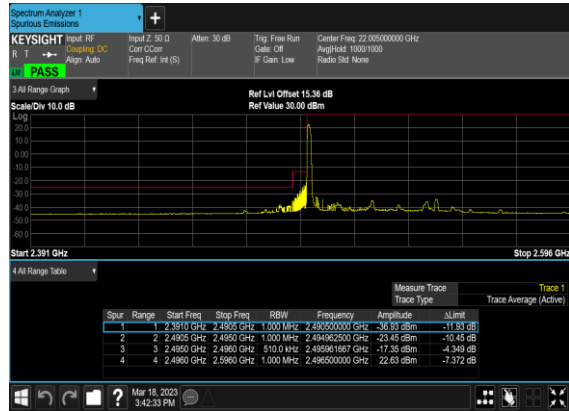 Spectrum Analyzer 1
Spurious Emissions
+
KEYSIGHT Input: RF Input Z: 50 Ω Atten: 30 dB Trig: Free Run Center Freq: 22.005000000 GHz
R T Coupling: DC Corr CCorr Gate: Off Avg|Hold: 1000/1000
Align: Auto Freq Ref: Int (S) IF Gain: Low Radio Std: None
PASS
3 All Range Graph
Ref Lvl Offset 15.36 dB
Scale/Div 10.0 dB Ref Value 30.00 dBm
Log
20.0
10.0
0.00
-10.0
-20.0
-30.0
-40.0
-50.0
-60.0
Start 2.391 GHz Stop 2.596 GHz
4 All Range Table
Measure Trace Trace 1
Trace Type Trace Average (Active)
Spur Range Start Freq Stop Freq RBW Frequency Amplitude ΔLimit
1 1 2.3910 GHz 2.4905 GHz 1.000 MHz 2.490500000 GHz -36.93 dBm -11.93 dB
2 2 2.4905 GHz 2.4950 GHz 1.000 MHz 2.494962500 GHz -23.45 dBm -10.45 dB
3 3 2.4950 GHz 2.4960 GHz 510.0 kHz 2.495961667 GHz -17.35 dBm -4.349 dB
4 4 2.4960 GHz 2.5960 GHz 1.000 MHz 2.496500000 GHz 22.63 dBm -7.372 dB
? Mar 18, 2023
3:42:33 PM